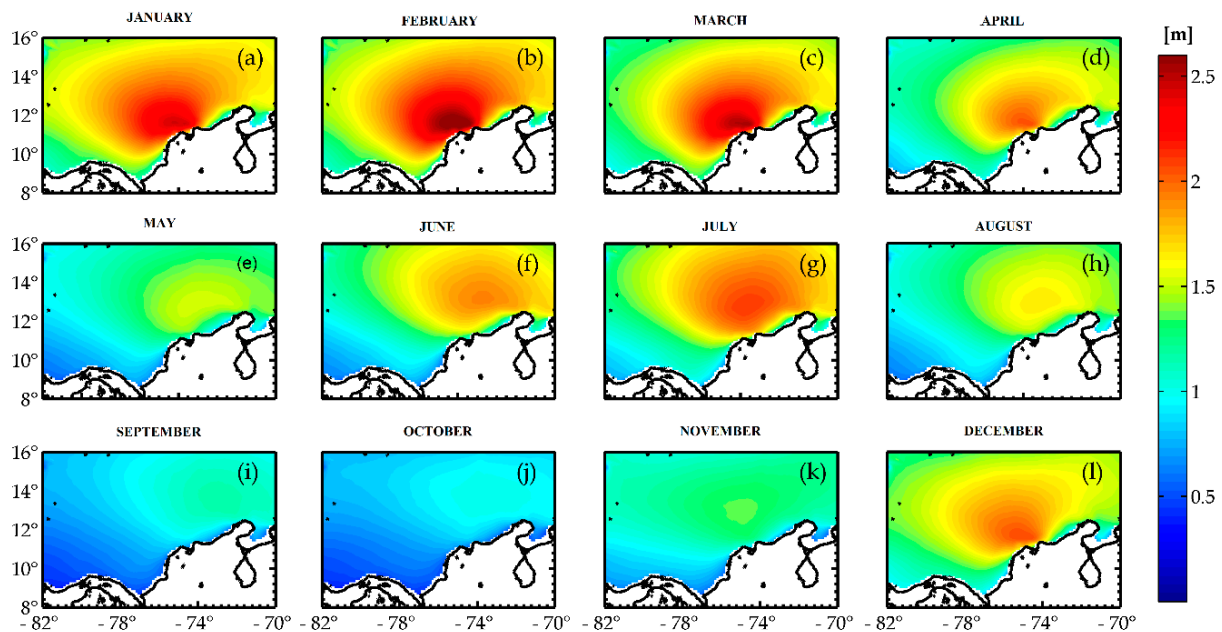 JANUARY FEBRUARY MARCH APRIL [m]
16° (a) (b) (c) (d) 2.5
14°
12° 2
10°
8°
MAY JUNE JULY AUGUST
16° (e) (f) (g) (h) 1.5
14°
12° 1
10°
8°
SEPTEMBER OCTOBER NOVEMBER DECEMBER
16° (i) (j) (k) (l)
14° 0.5
12°
10°
8°
- 82° - 78° - 74° - 70° - 82° - 78° - 74° - 70° - 82° - 78° - 74° - 70° - 82° - 78° - 74° - 70°